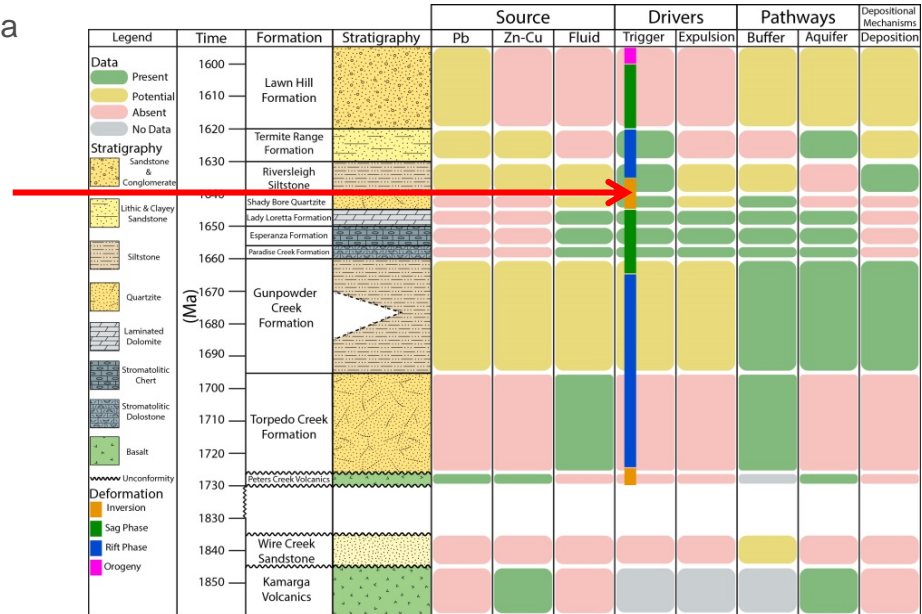 a
Source
Drivers
Pathways
Depositional
Mechanisms
Legend
Time
Formation
Stratigraphy
Pb
Zn-Cu
Fluid
Trigger
Expulsion
Buffer
Aquifer
Deposition
Data
Present
Potential
Absent
No Data
Stratigraphy
Sandstone
&
Conglomerate
Lithic & Clayey
Sandstone
Siltstone
Quartzite
Laminated
Dolomite
Stromatolitic
Chert
Stromatolitic
Dolostone
Basalt
Unconformity
Deformation
Inversion
Sag Phase
Rift Phase
Orogeny
(Ma)
1600
1610
1620
1630
1640
1650
1660
1670
1680
1690
1700
1710
1720
1730
1830
1840
1850
Lawn Hill
Formation
Termite Range
Formation
Riversleigh
Siltstone
Shady Bore Quartzite
Lady Loretta Formation
Esperanza Formation
Paradise Creek Formation
Gunpowder
Creek
Formation
Torpedo Creek
Formation
Peters Creek Volcanics
Wire Creek
Sandstone
Kamarga
Volcanics